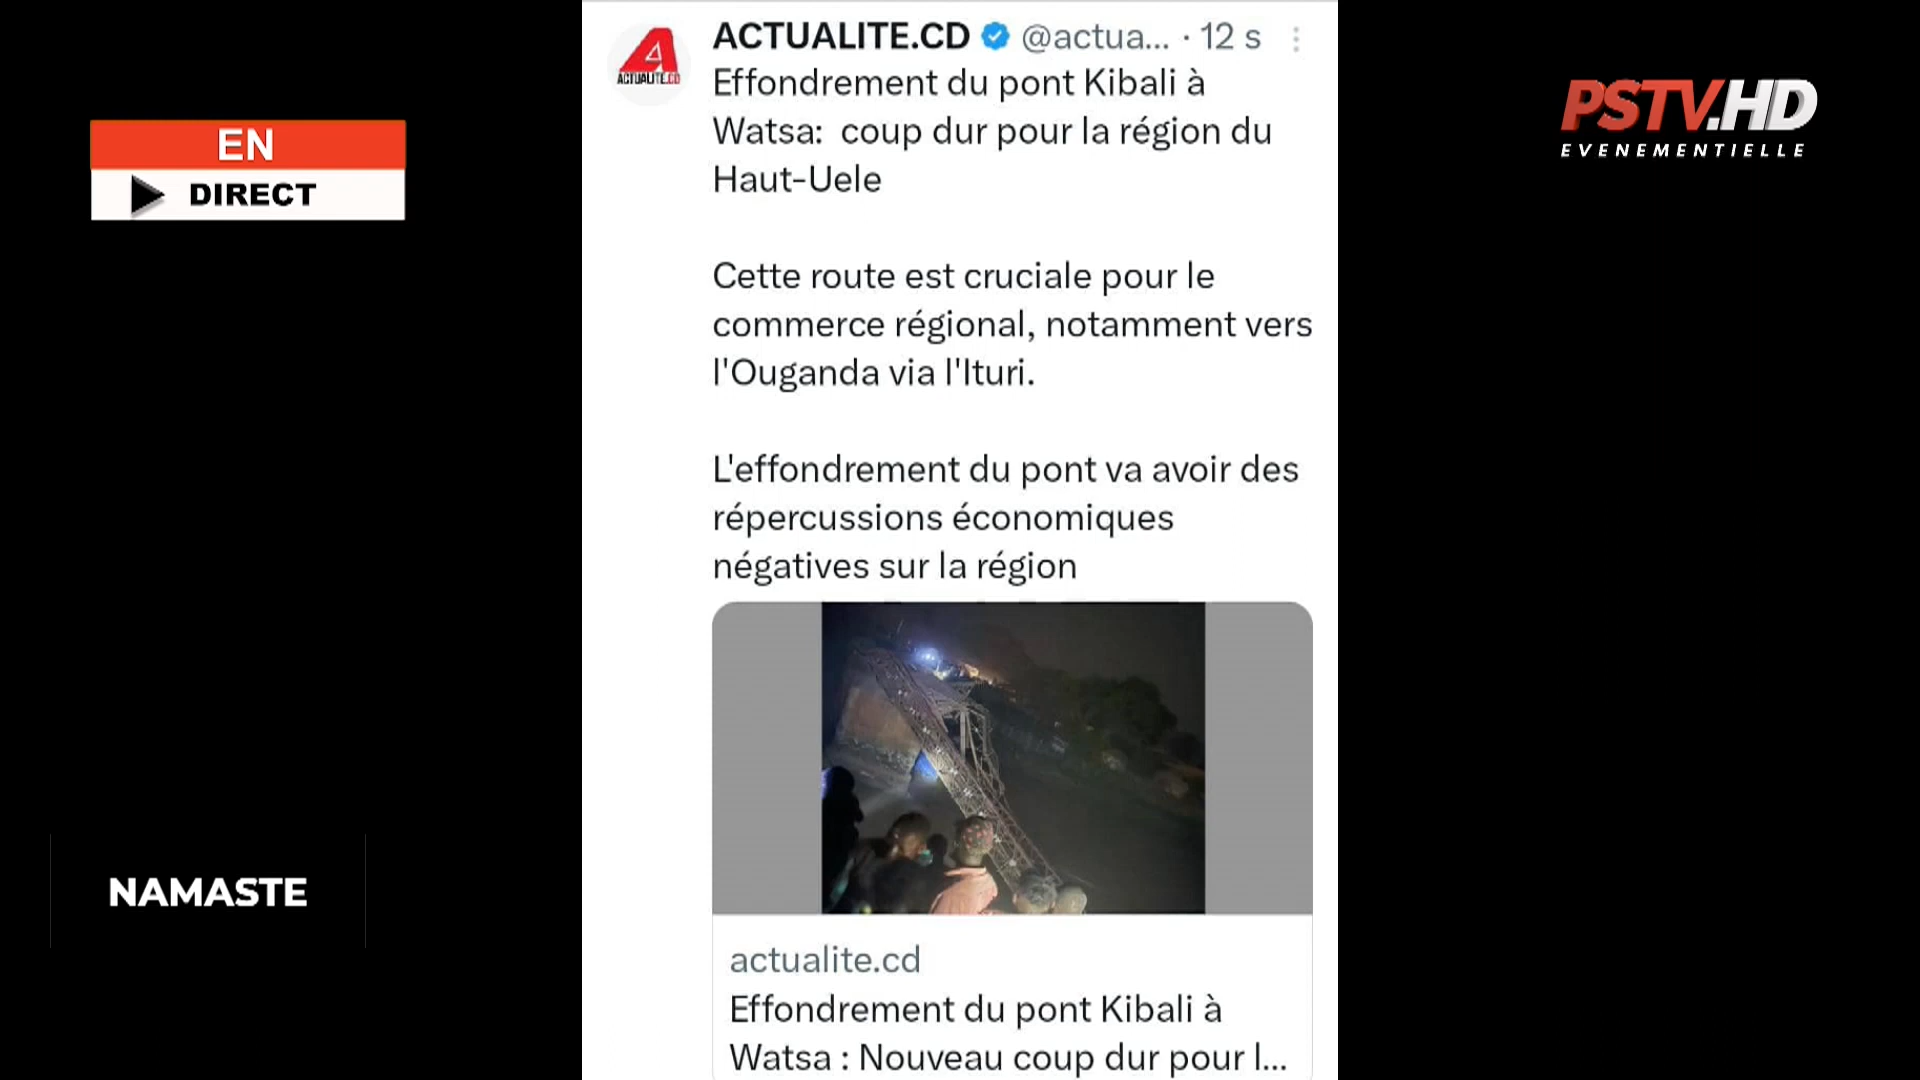 ACTUALITE.CD @actua... · 12 s
ACTUALITE.CD
Effondrement du pont Kibali à
Watsa: coup dur pour la région du
Haut-Uele
Cette route est cruciale pour le
commerce régional, notamment vers
l'Ouganda via l'Ituri.
L'effondrement du pont va avoir des
répercussions économiques
négatives sur la région
actualite.cd
Effondrement du pont Kibali à
Watsa : Nouveau coup dur pour l...
EN
DIRECT
PSTV.HD
EVENEMENTIELLE
NAMASTE